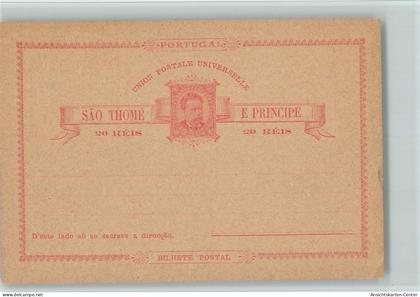 PORTUGAL
UNION POSTALE UNIVERSELLE
SÃO THOMÉ E PRINCIPE
20 RÉIS 20 RÉIS
D'este lado só se escreve a direcção.
BILHETE POSTAL
Ansichtskarten-Center